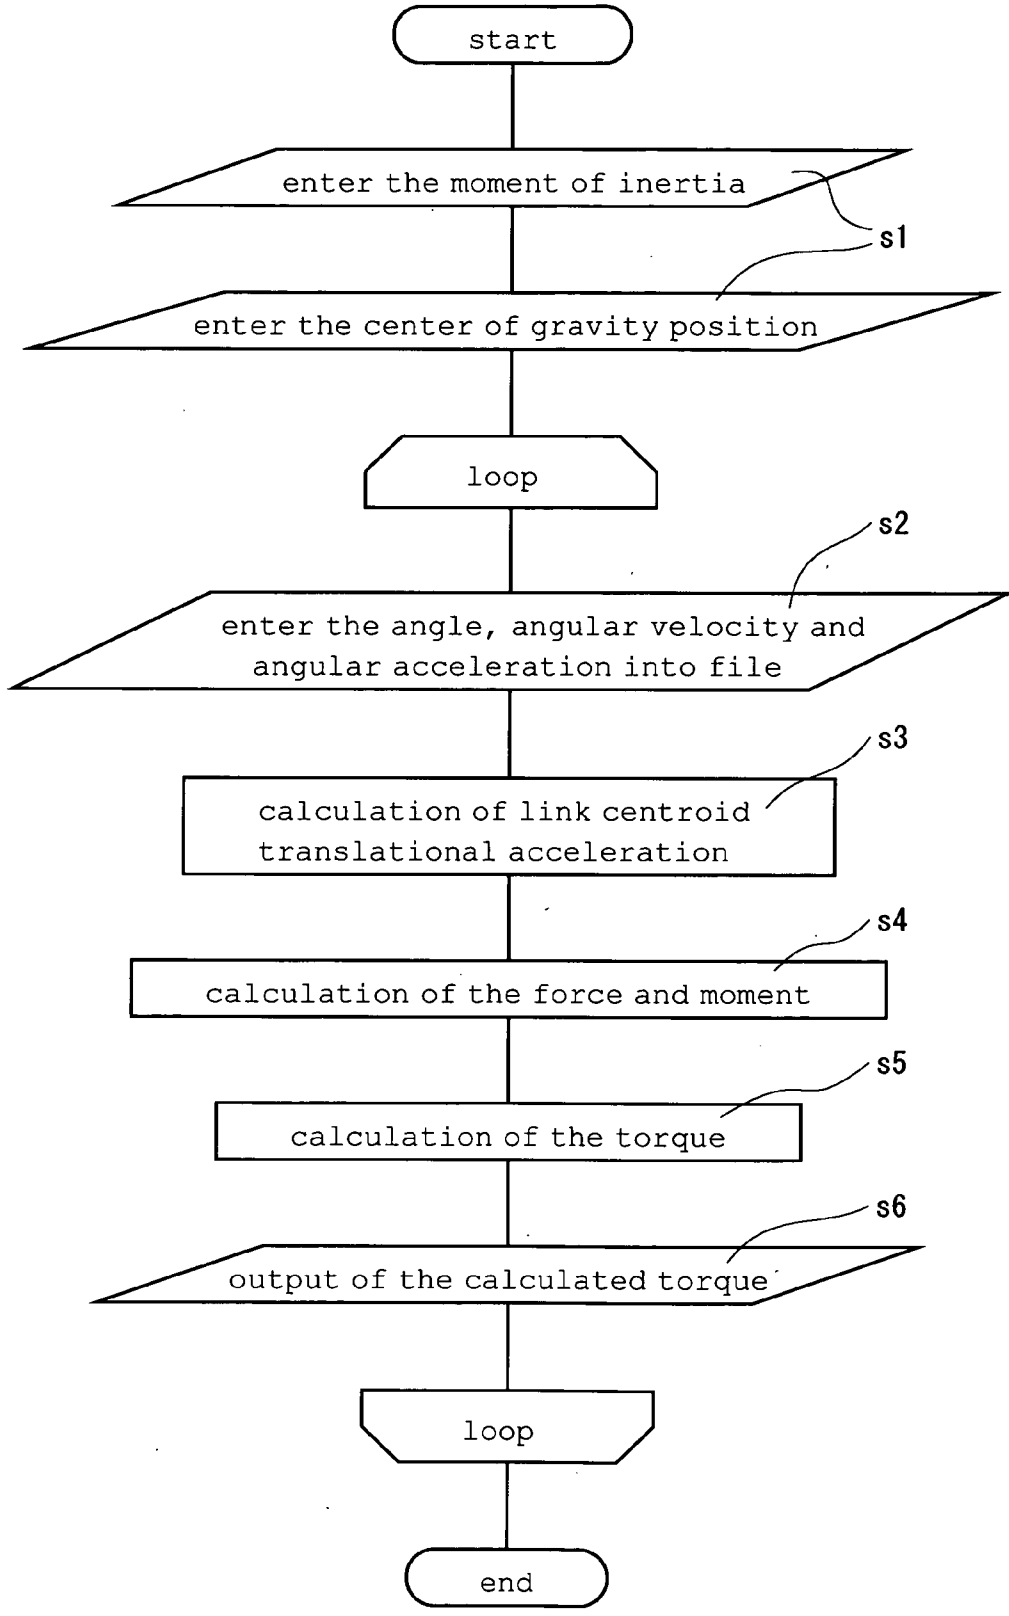 start
enter the moment of inertia
s1
enter the center of gravity position
loop
s2
enter the angle, angular velocity and
angular acceleration into file
s3
calculation of link centroid
translational acceleration
s4
calculation of the force and moment
s5
calculation of the torque
s6
output of the calculated torque
loop
end